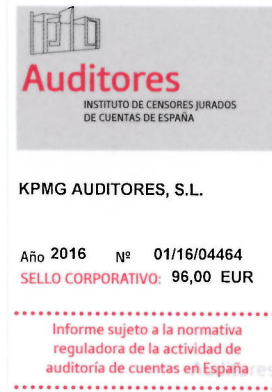 Auditores
INSTITUTO DE CENSORES JURADOS
DE CUENTAS DE ESPAÑA
KPMG AUDITORES, S.L.
Año 2016 Nº 01/16/04464
SELLO CORPORATIVO: 96,00 EUR
Informe sujeto a la normativa
reguladora de la actividad de
auditoría de cuentas en España